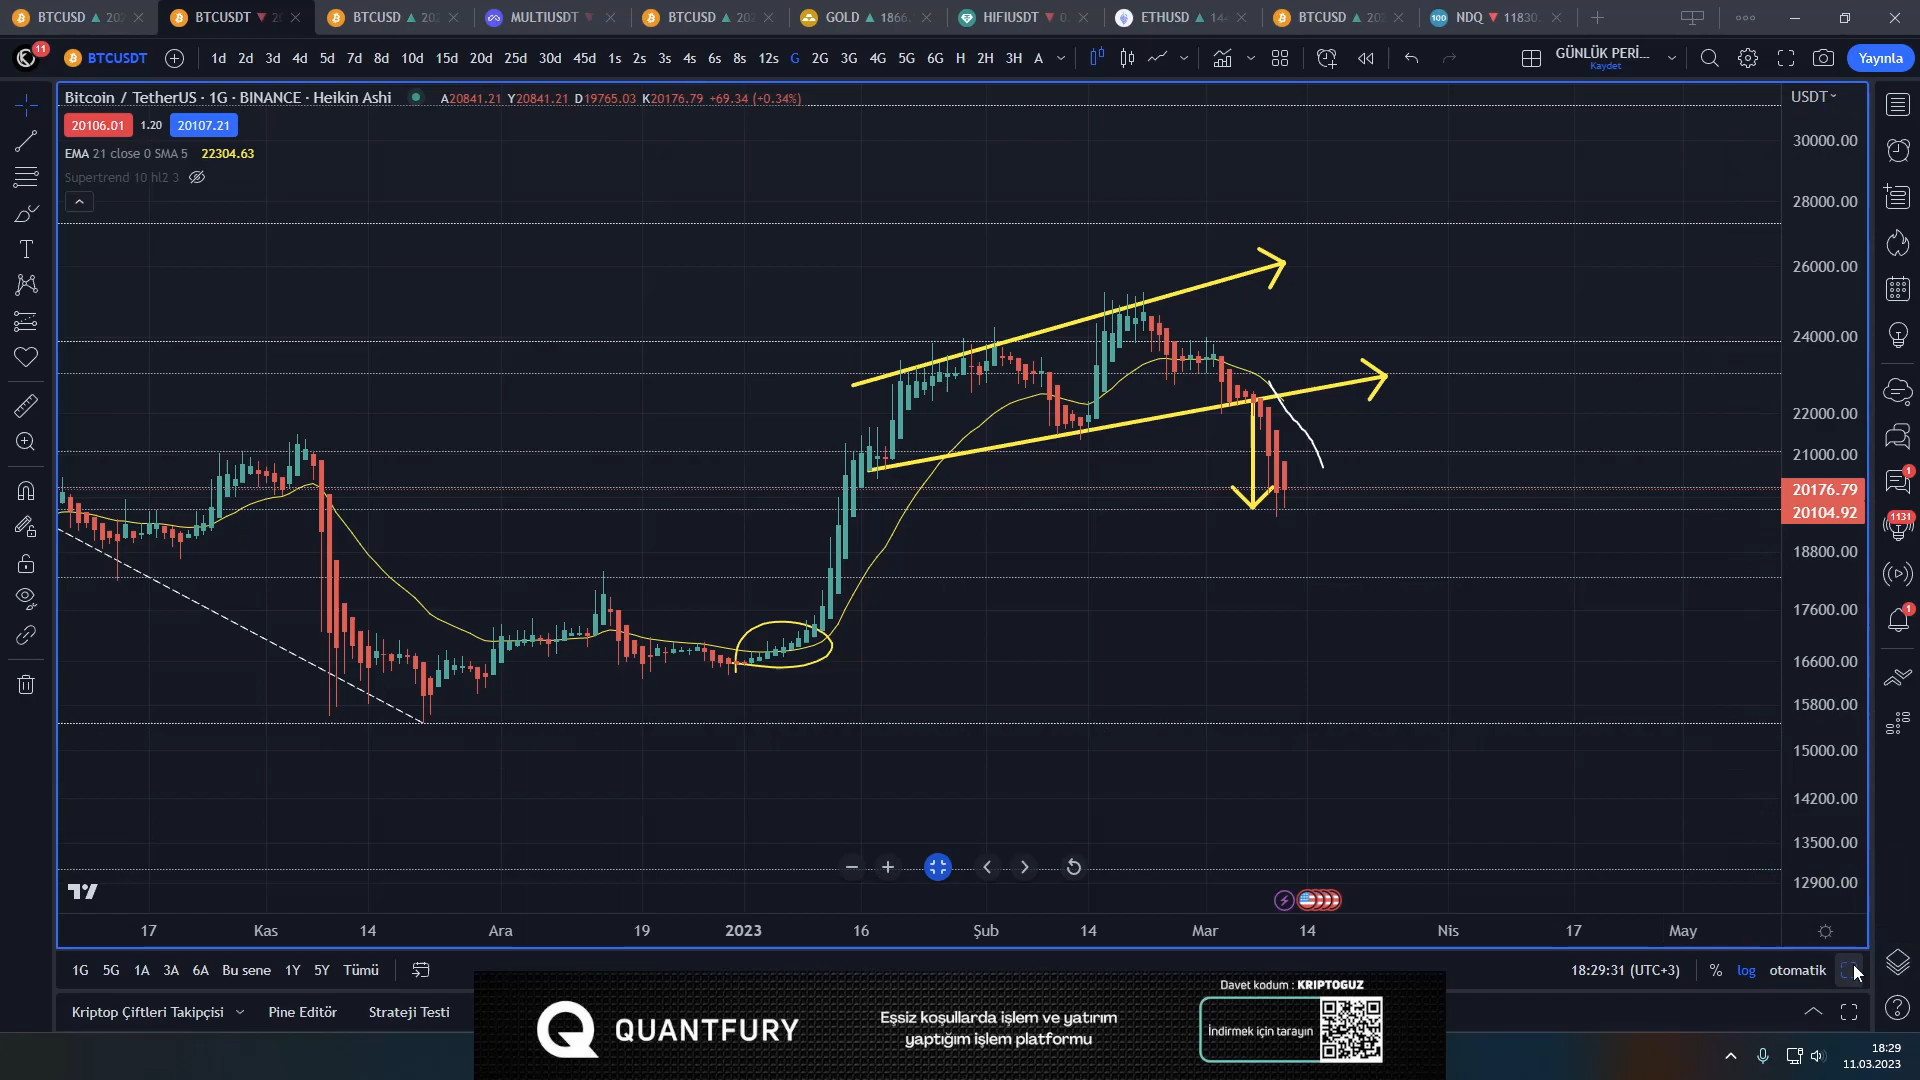 BTCUSD
BTCUSDT
BTCUSD
MULTIUSDT
BTCUSD
GOLD 1866.
HIFIUSDT 0.
ETHUSD
BTCUSD
100 NDQ 11830.
11 BTCUSDT 1d 2d 3d 4d 5d 7d 8d 10d 15d 20d 25d 30d 45d 1s 2s 3s 4s 6s 8s 12s G 2G 3G 4G 5G 6G H 2H 3H A
GÜNLÜK PERİ...
Kaydet
Yayınla
Bitcoin / TetherUS · 1G · BINANCE · Heikin Ashi A20841.21 Y20841.21 D19765.03 K20176.79 +69.34 (+0.34%)
USDT
20106.01 1.20 20107.21
EMA 21 close 0 SMA 5 22304.63
Supertrend 10 hl2 3
30000.00
28000.00
26000.00
24000.00
22000.00
21000.00
20176.79
20104.92
18800.00
17600.00
16600.00
15800.00
15000.00
14200.00
13500.00
12900.00
1
1131
1
17 Kas 14 Ara 19 2023 16 Şub 14 Mar 14 Nis 17 May
1G 5G 1A 3A 6A Bu sene 1Y 5Y Tümü
18:29:31 (UTC+3) % log otomatik
Kriptop Çiftleri Takipçisi Pine Editör Strateji Testi
QUANTFURY
Eşsiz koşullarda işlem ve yatırım
yaptığım işlem platformu
Davet kodum : KRIPTOGUZ
İndirmek için tarayın
18:29
11.03.2023